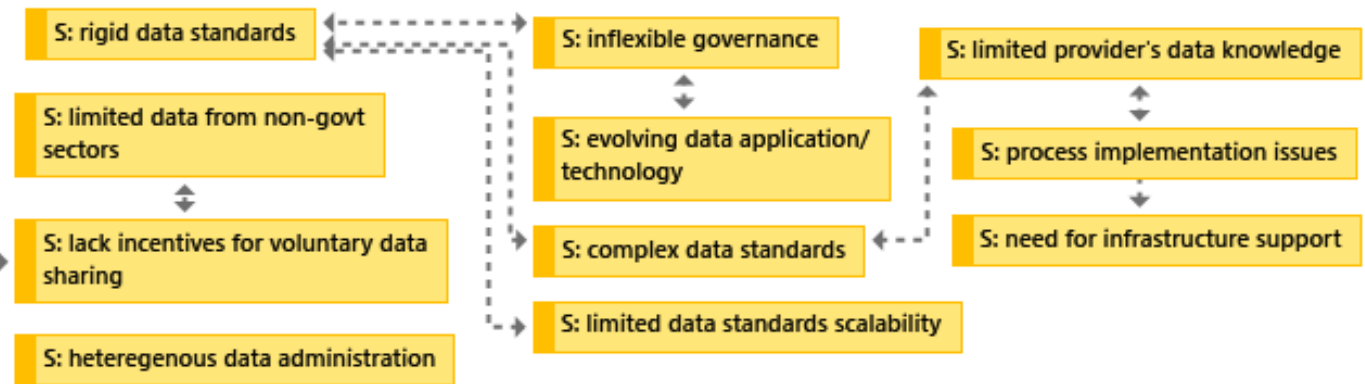 S: rigid data standards
S: limited data from non-govt
sectors
S: lack incentives for voluntary data
sharing
S: heteregenous data administration
S: inflexible governance
S: evolving data application/
technology
S: complex data standards
S: limited data standards scalability
S: limited provider's data knowledge
S: process implementation issues
S: need for infrastructure support